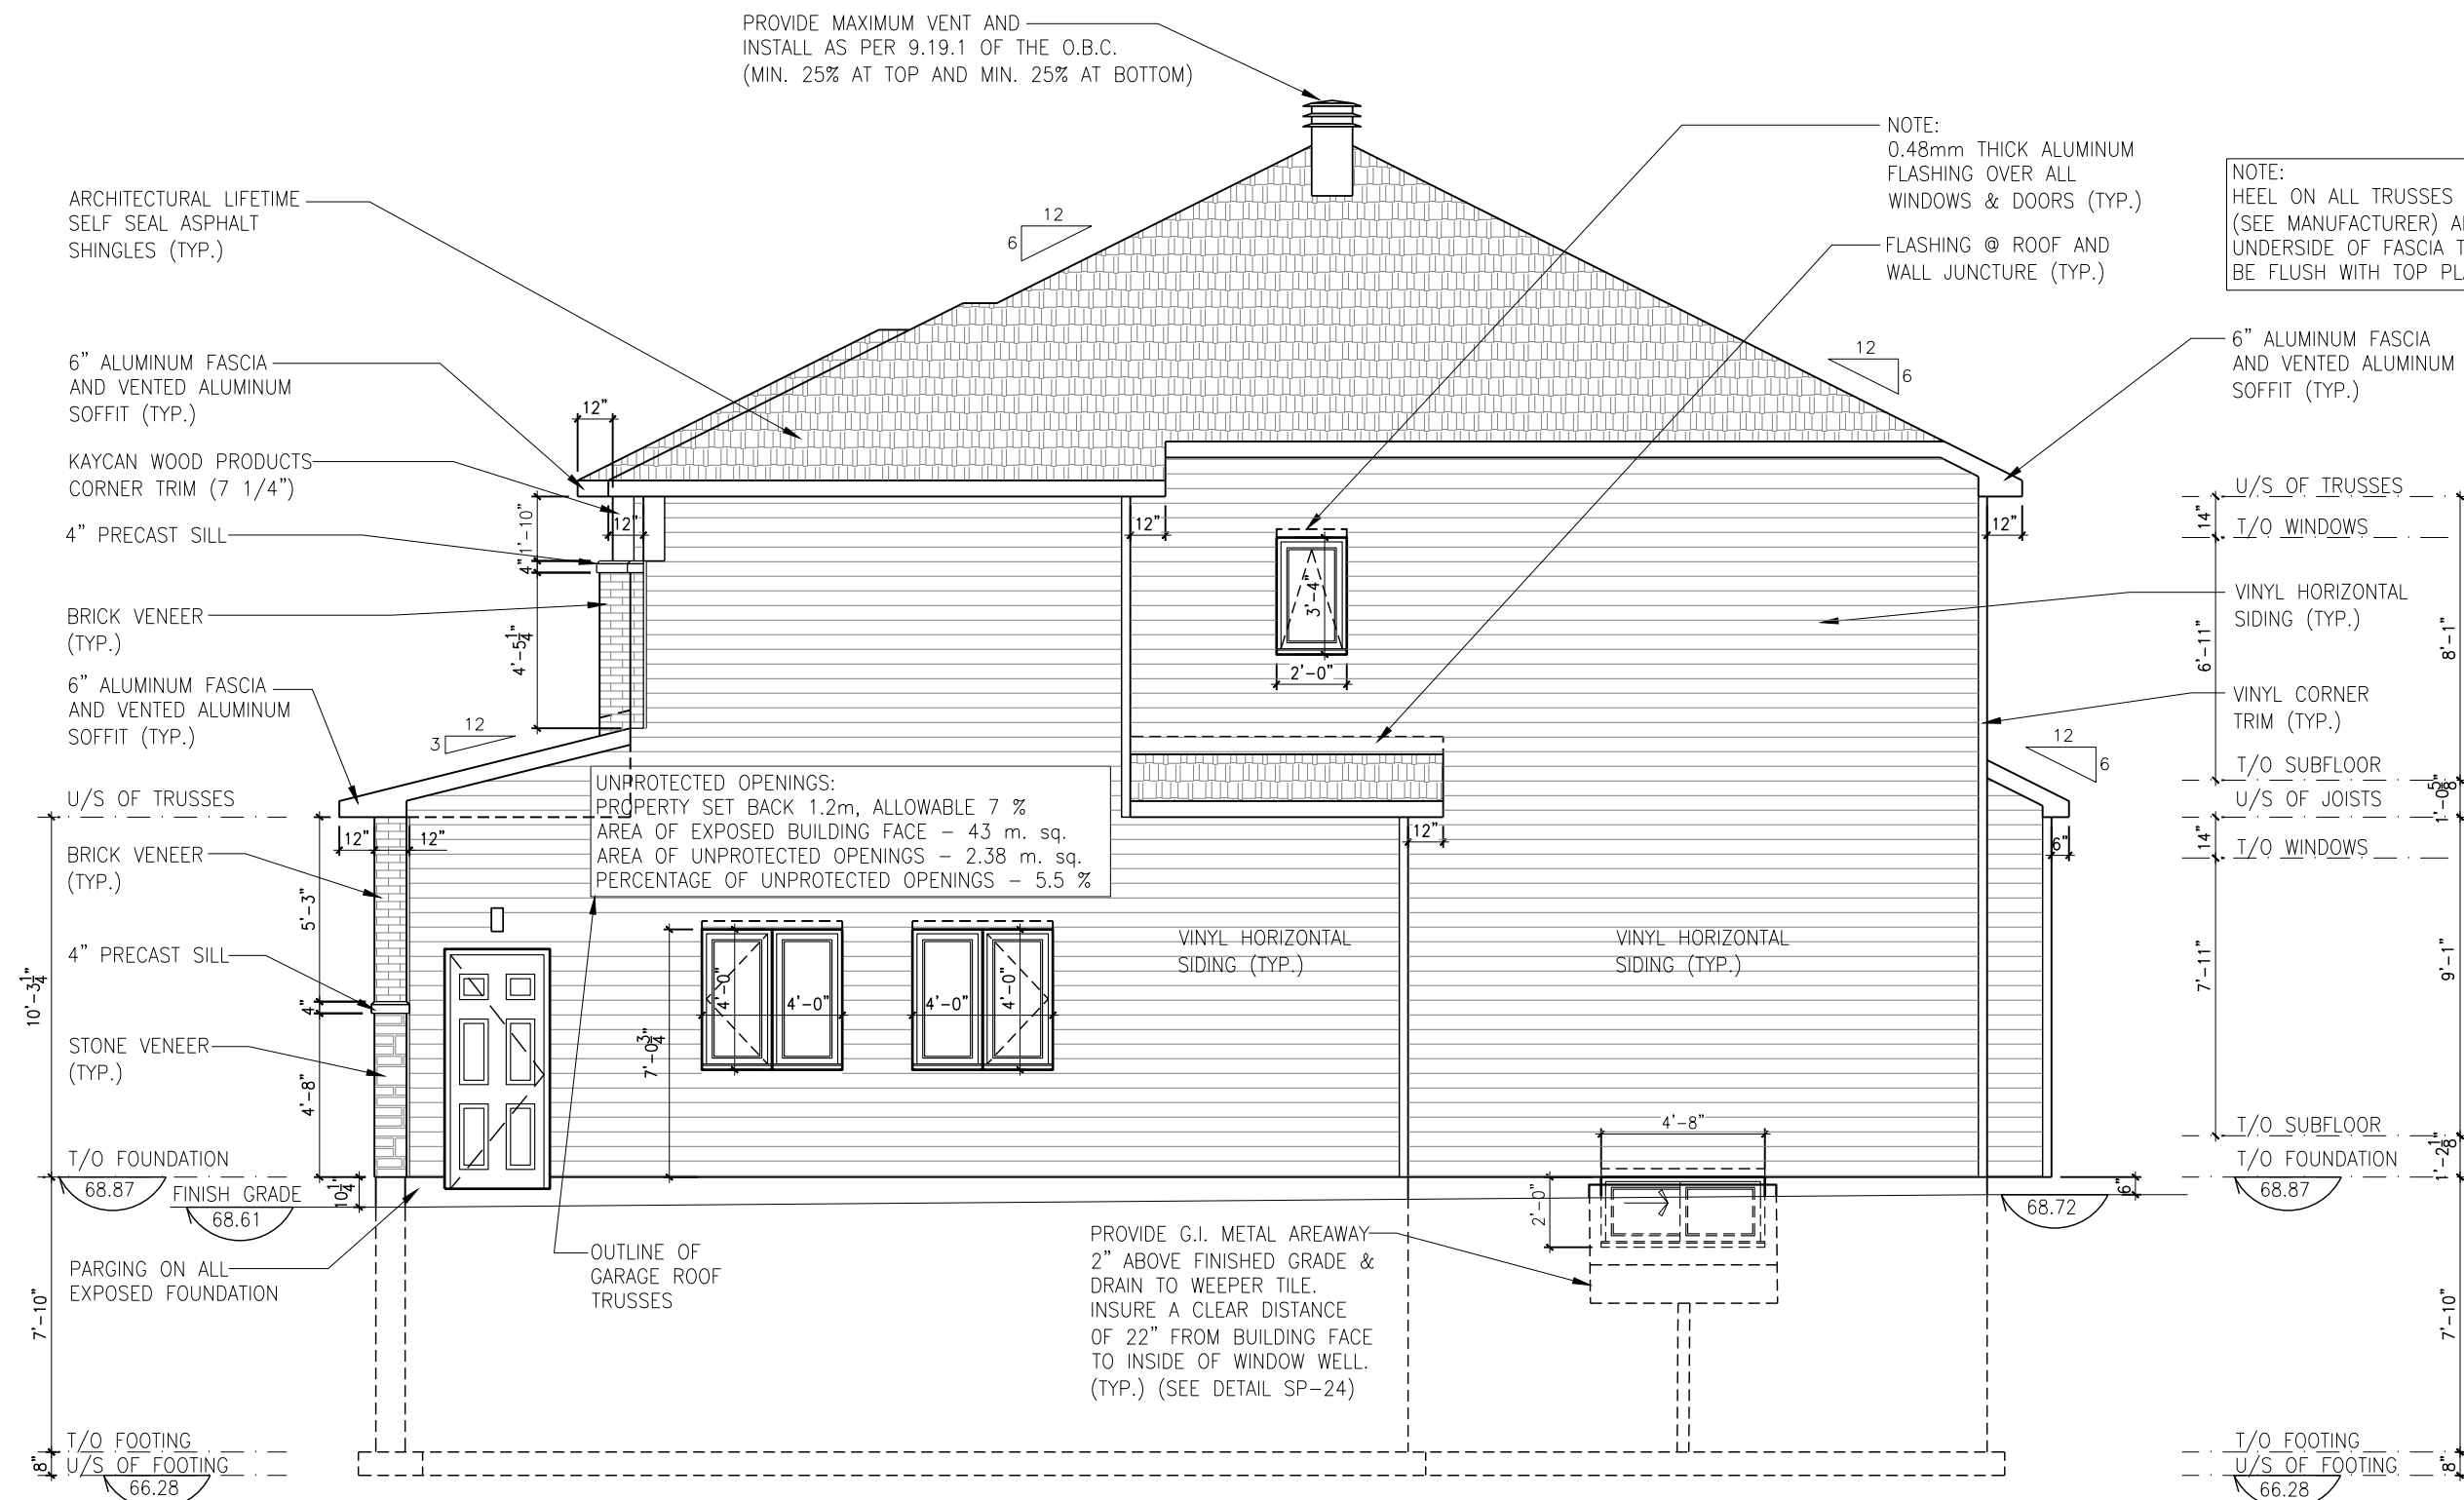 PROVIDE MAXIMUM VENT AND
INSTALL AS PER 9.19.1 OF THE O.B.C.
(MIN. 25% AT TOP AND MIN. 25% AT BOTTOM)
NOTE:
0.48mm THICK ALUMINUM
FLASHING OVER ALL
WINDOWS & DOORS (TYP.)
FLASHING @ ROOF AND
WALL JUNCTURE (TYP.)
NOTE:
HEEL ON ALL TRUSSES
(SEE MANUFACTURER)
UNDERSIDE OF FASCIA
BE FLUSH WITH TOP
ARCHITECTURAL LIFETIME
SELF SEAL ASPHALT
SHINGLES (TYP.)
12
6
12
6
6" ALUMINUM FASCIA
AND VENTED ALUMINUM
SOFFIT (TYP.)
6" ALUMINUM FASCIA
AND VENTED ALUMINUM
SOFFIT (TYP.)
12"
KAYCAN WOOD PRODUCTS
CORNER TRIM (7 1/4")
4" PRECAST SILL
BRICK VENEER
(TYP.)
6" ALUMINUM FASCIA
AND VENTED ALUMINUM
SOFFIT (TYP.)
1'-10"
4"
4'-5 1/4"
12"
12"
12"
3'-4"
2'-0"
12
3
U/S OF TRUSSES
14"
T/O WINDOWS
VINYL HORIZONTAL
SIDING (TYP.)
6'-11"
8'-1"
VINYL CORNER
TRIM (TYP.)
12
6
T/O SUBFLOOR
1'-0 5/8"
U/S OF JOISTS
14"
T/O WINDOWS
6"
7'-11"
9'-1"
UNPROTECTED OPENINGS:
PROPERTY SET BACK 1.2m, ALLOWABLE 7 %
AREA OF EXPOSED BUILDING FACE - 43 m. sq.
AREA OF UNPROTECTED OPENINGS - 2.38 m. sq.
PERCENTAGE OF UNPROTECTED OPENINGS - 5.5 %
12"
U/S OF TRUSSES
12"
12"
BRICK VENEER
(TYP.)
5'-3"
4" PRECAST SILL
4"
10'-3 1/4"
STONE VENEER
(TYP.)
4'-8"
4'-0"
4'-0"
4'-0"
4'-0"
7'-0 3/4"
VINYL HORIZONTAL
SIDING (TYP.)
VINYL HORIZONTAL
SIDING (TYP.)
T/O FOUNDATION
68.87
FINISH GRADE
68.61
10 1/4"
4'-8"
2'-0"
T/O SUBFLOOR
1'-2 1/8"
T/O FOUNDATION
68.87
6"
68.72
PARGING ON ALL
EXPOSED FOUNDATION
OUTLINE OF
GARAGE ROOF
TRUSSES
PROVIDE G.I. METAL AREAWAY
2" ABOVE FINISHED GRADE &
DRAIN TO WEEPER TILE.
INSURE A CLEAR DISTANCE
OF 22" FROM BUILDING FACE
TO INSIDE OF WINDOW WELL.
(TYP.) (SEE DETAIL SP-24)
7'-10"
7'-10"
T/O FOOTING
8"
U/S OF FOOTING
66.28
T/O FOOTING
8"
U/S OF FOOTING
66.28